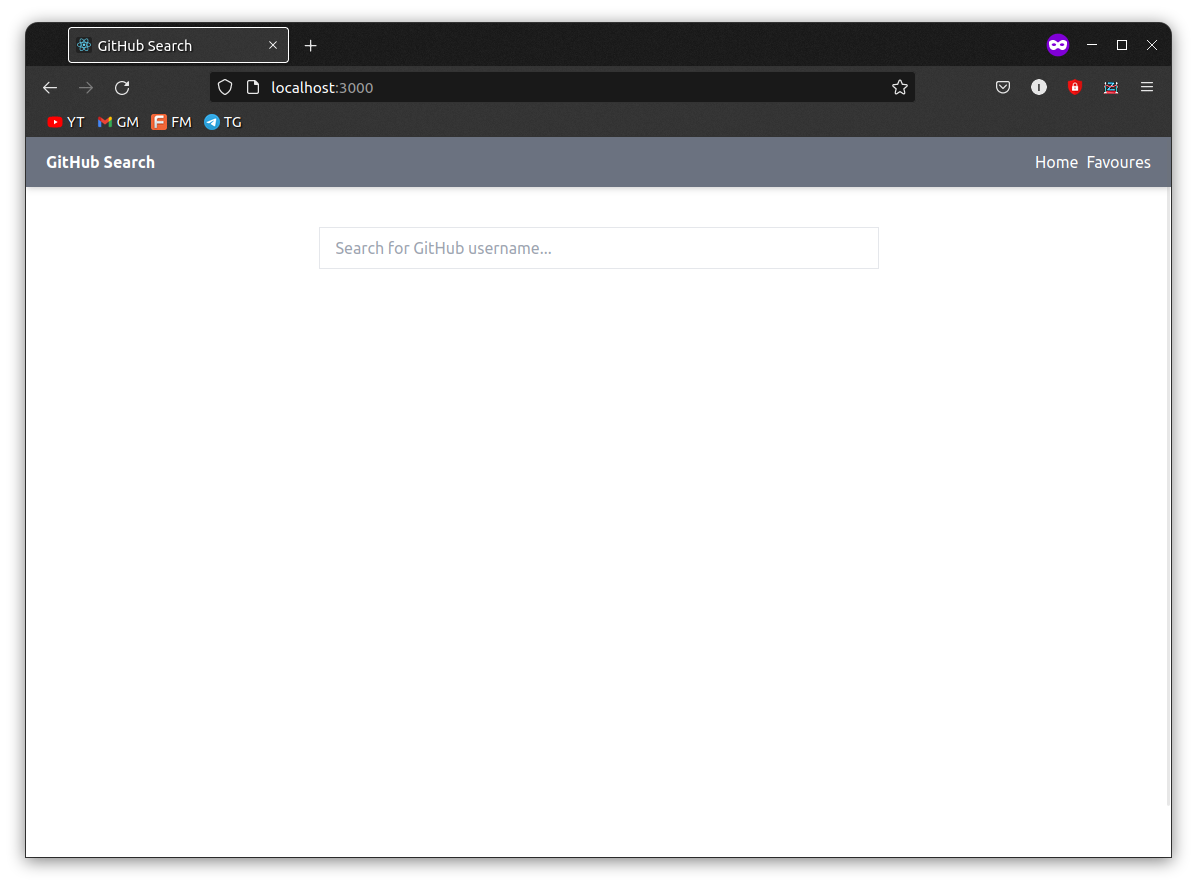 GitHub Search
localhost:3000
YT GM FM TG
GitHub Search Home Favoures
Search for GitHub username...